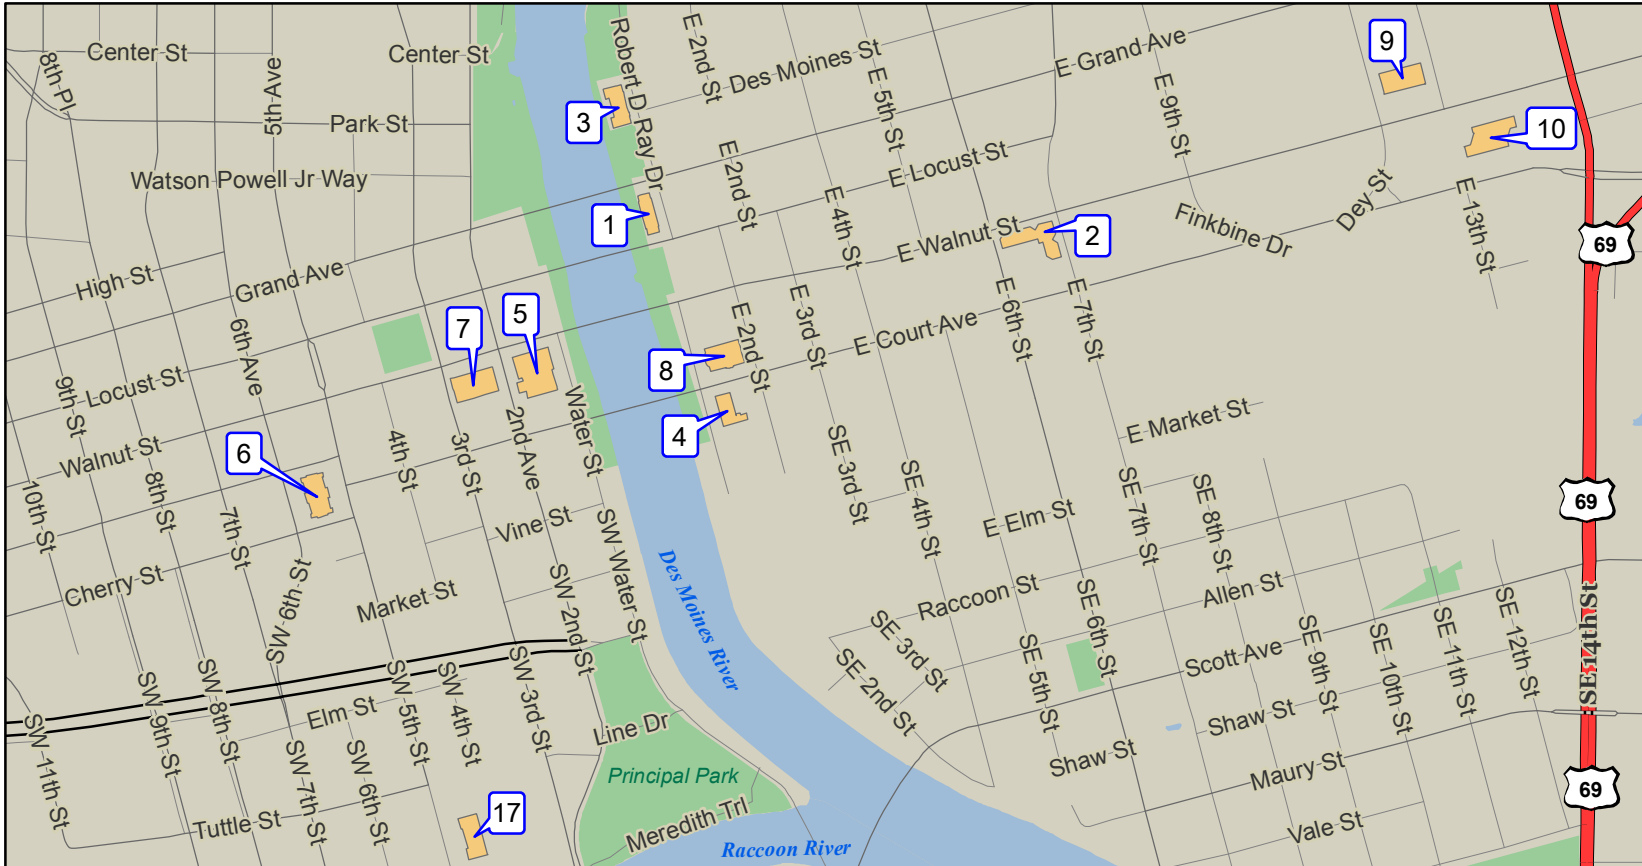 Center St
Center St
8th Pl
5th Ave
Park St
Watson Powell Jr Way
Robert D Ray Dr
E 2nd St
Des Moines St
E 5th St
E Grand Ave
E 9th St
9
3
10
1
E 2nd St
E 4th St
E Locust St
E Walnut St
2
Finkbine Dr
Dey St
E 13th St
69
High St
Grand Ave
6th Ave
7
5
8
4
E 2nd St
E 3rd St
E Court Ave
E 6th St
E 7th St
Locust St
9th St
Walnut St
10th St
8th St
7th St
6
4th St
3rd St
2nd Ave
Water St
SE 3rd St
SE 4th St
E Market St
SE 7th St
SE 8th St
69
Vine St
SW Water St
E Elm St
Cherry St
SW 6th St
Market St
SW 2nd St
Des Moines River
Raccoon St
Allen St
SE 3rd St
SE 2nd St
SE 5th St
SE 6th St
Scott Ave
SE 9th St
SE 10th St
SE 11th St
SE 12th St
SE 14th St
SW 11th St
SW 9th St
SW 8th St
Elm St
SW 5th St
SW 4th St
SW 3rd St
Line Dr
SW 7th St
SW 6th St
Shaw St
Shaw St
Maury St
69
Principal Park
Tuttle St
17
Meredith Trl
Raccoon River
Vale St